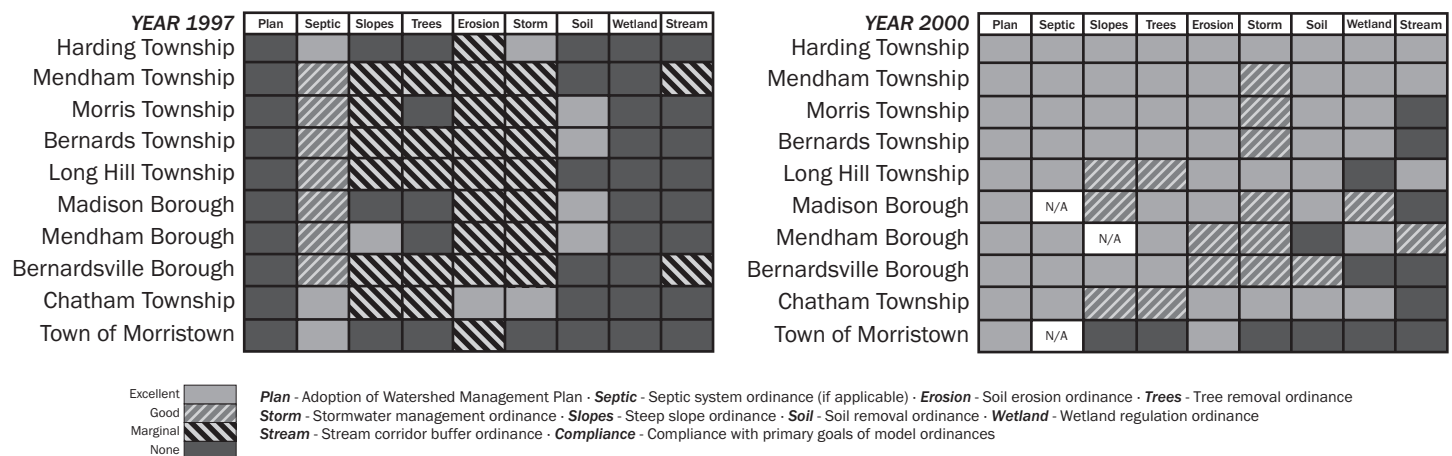 YEAR 1997 Plan Septic Slopes Trees Erosion Storm Soil Wetland Stream
Harding Township
Mendham Township
Morris Township
Bernards Township
Long Hill Township
Madison Borough
Mendham Borough
Bernardsville Borough
Chatham Township
Town of Morristown
YEAR 2000 Plan Septic Slopes Trees Erosion Storm Soil Wetland Stream
Harding Township
Mendham Township
Morris Township
Bernards Township
Long Hill Township
Madison Borough N/A
Mendham Borough N/A
Bernardsville Borough
Chatham Township
Town of Morristown N/A
Excellent
Good
Marginal
None
Plan - Adoption of Watershed Management Plan · Septic - Septic system ordinance (if applicable) · Erosion - Soil erosion ordinance · Trees - Tree removal ordinance
Storm - Stormwater management ordinance · Slopes - Steep slope ordinance · Soil - Soil removal ordinance · Wetland - Wetland regulation ordinance
Stream - Stream corridor buffer ordinance · Compliance - Compliance with primary goals of model ordinances